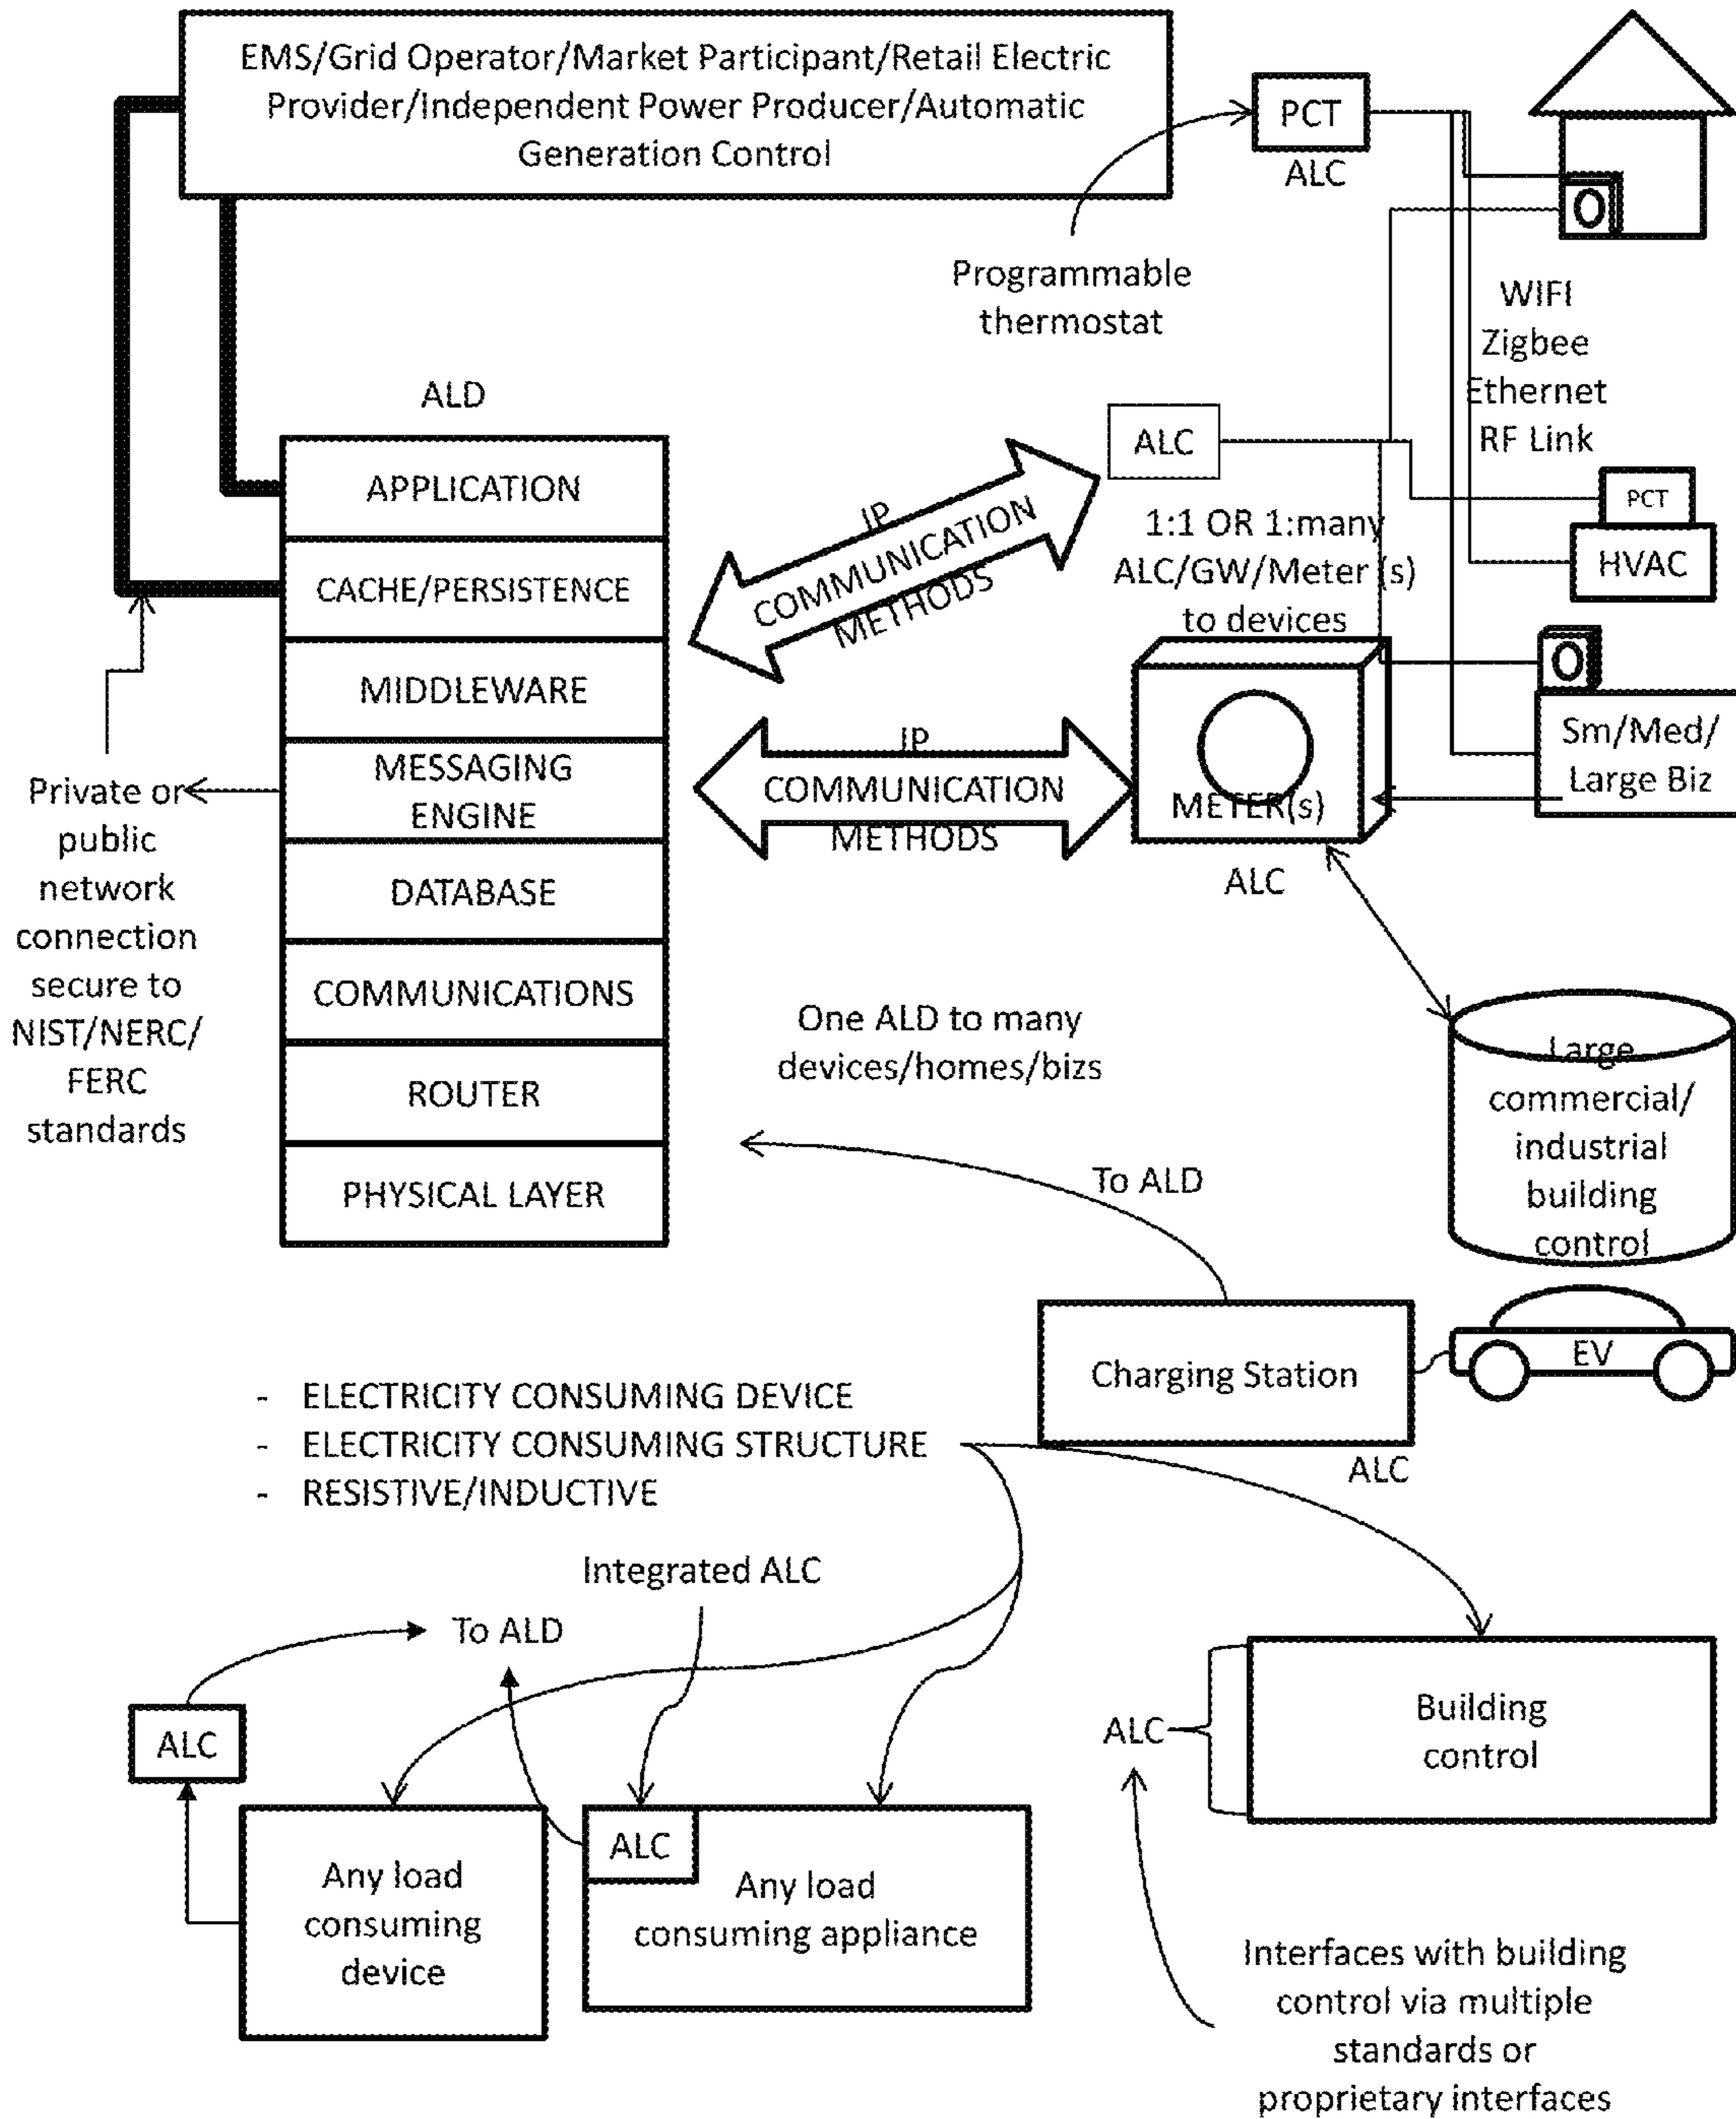 EMS/Grid Operator/Market Participant/Retail Electric
Provider/Independent Power Producer/Automatic
Generation Control
PCT
ALC
Programmable
thermostat
WIFI
Zigbee
Ethernet
RF Link
ALD
APPLICATION
CACHE/PERSISTENCE
MIDDLEWARE
MESSAGING
ENGINE
DATABASE
COMMUNICATIONS
ROUTER
PHYSICAL LAYER
IP
COMMUNICATION
METHODS
ALC
1:1 OR 1:many
ALC/GW/Meter (s)
to devices
PCT
HVAC
Sm/Med/
Large Biz
IP
COMMUNICATION
METHODS
METER(s)
ALC
Private or
public
network
connection
secure to
NIST/NERC/
FERC
standards
One ALD to many
devices/homes/bizs
Large
commercial/
industrial
building
control
To ALD
Charging Station
EV
ALC
- ELECTRICITY CONSUMING DEVICE
- ELECTRICITY CONSUMING STRUCTURE
- RESISTIVE/INDUCTIVE
Integrated ALC
To ALD
ALC
Any load
consuming
device
ALC
Any load
consuming appliance
ALC
Building
control
Interfaces with building
control via multiple
standards or
proprietary interfaces